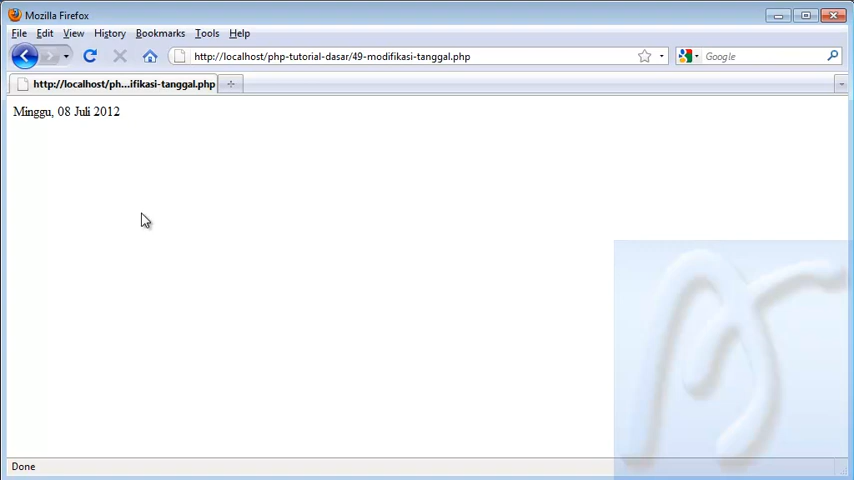 Mozilla Firefox
File Edit View History Bookmarks Tools Help
http://localhost/php-tutorial-dasar/49-modifikasi-tanggal.php
Google
http://localhost/ph...ifikasi-tanggal.php
Minggu, 08 Juli 2012
Done